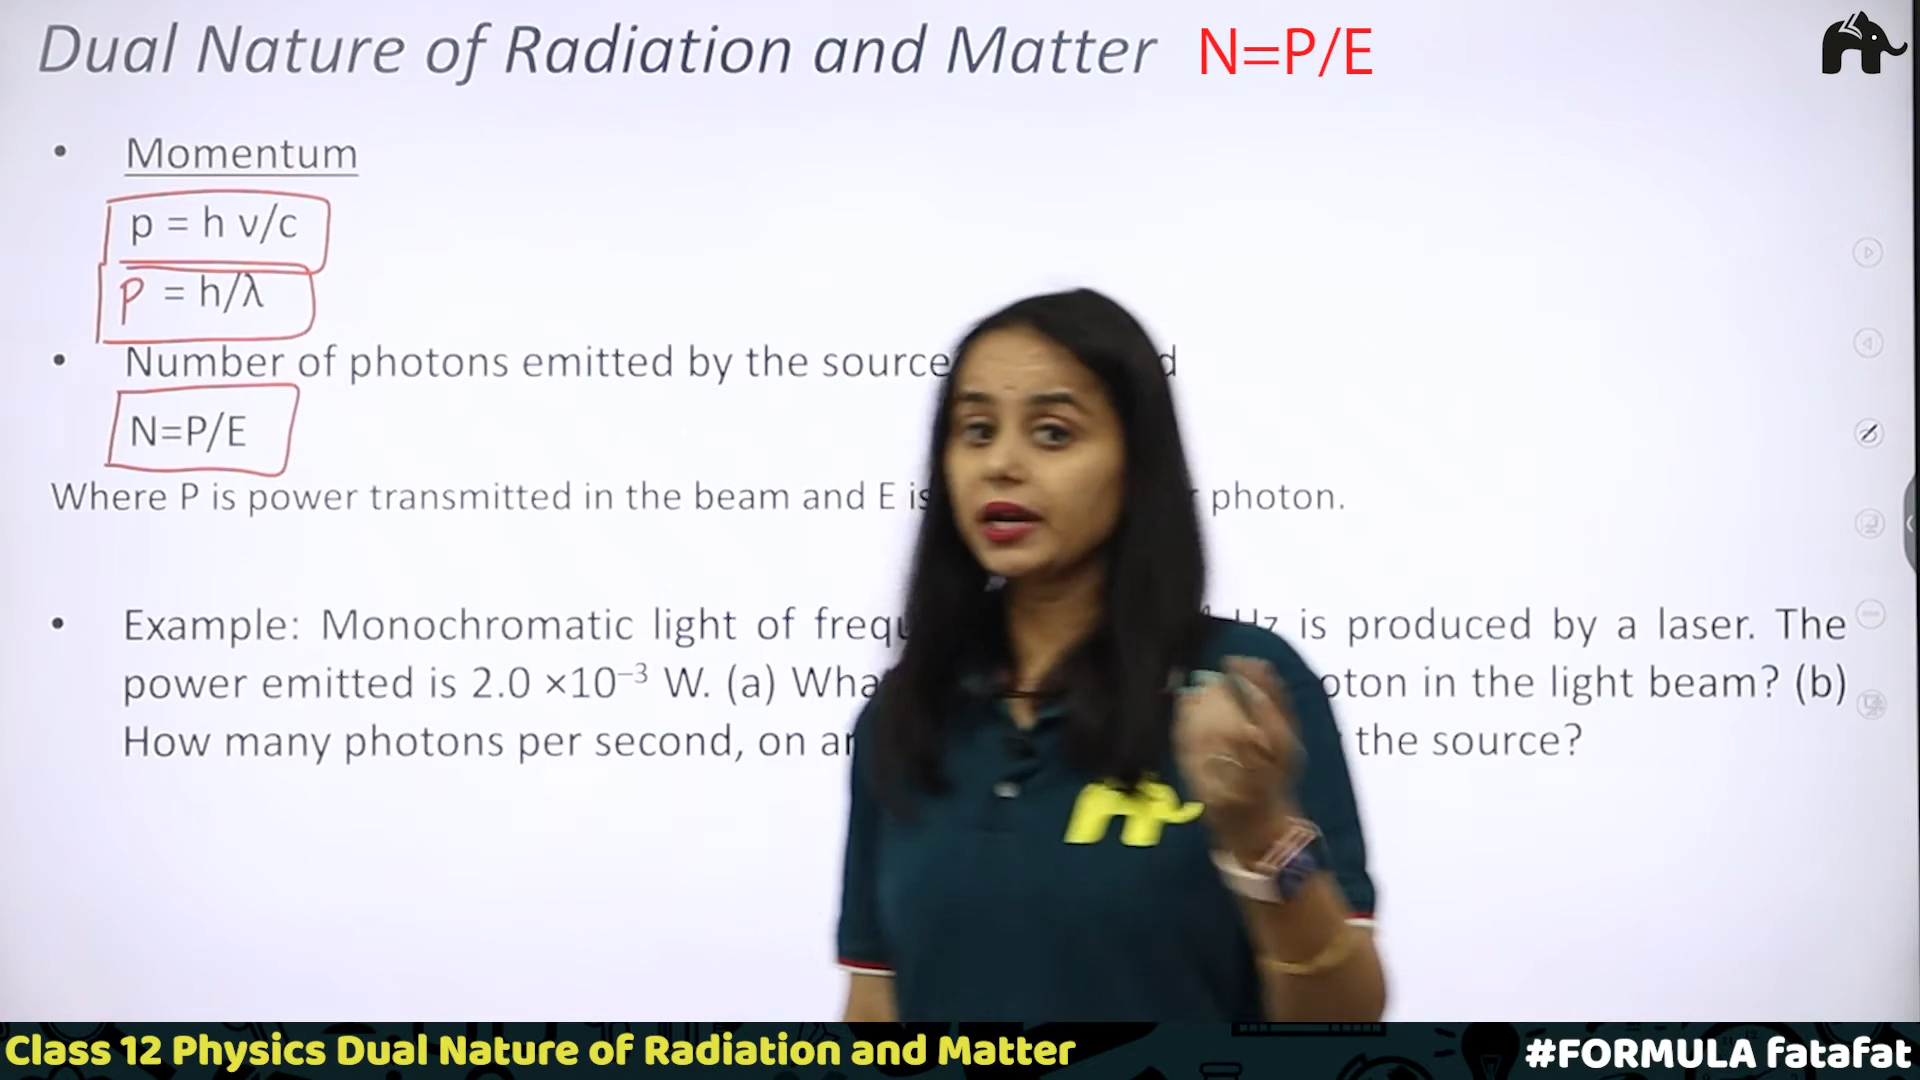 Dual Nature of Radiation and Matter N=P/E
• Momentum
p = h ν/c
p = h/λ
• Number of photons emitted by the source
N=P/E
Where P is power transmitted in the beam and E is photon.
• Example: Monochromatic light of Hz is produced by a laser. The
power emitted is 2.0 ×10⁻³ W. (a) in the light beam? (b)
How many photons per second, on the source?
Class 12 Physics Dual Nature of Radiation and Matter
#FORMULA fatafat